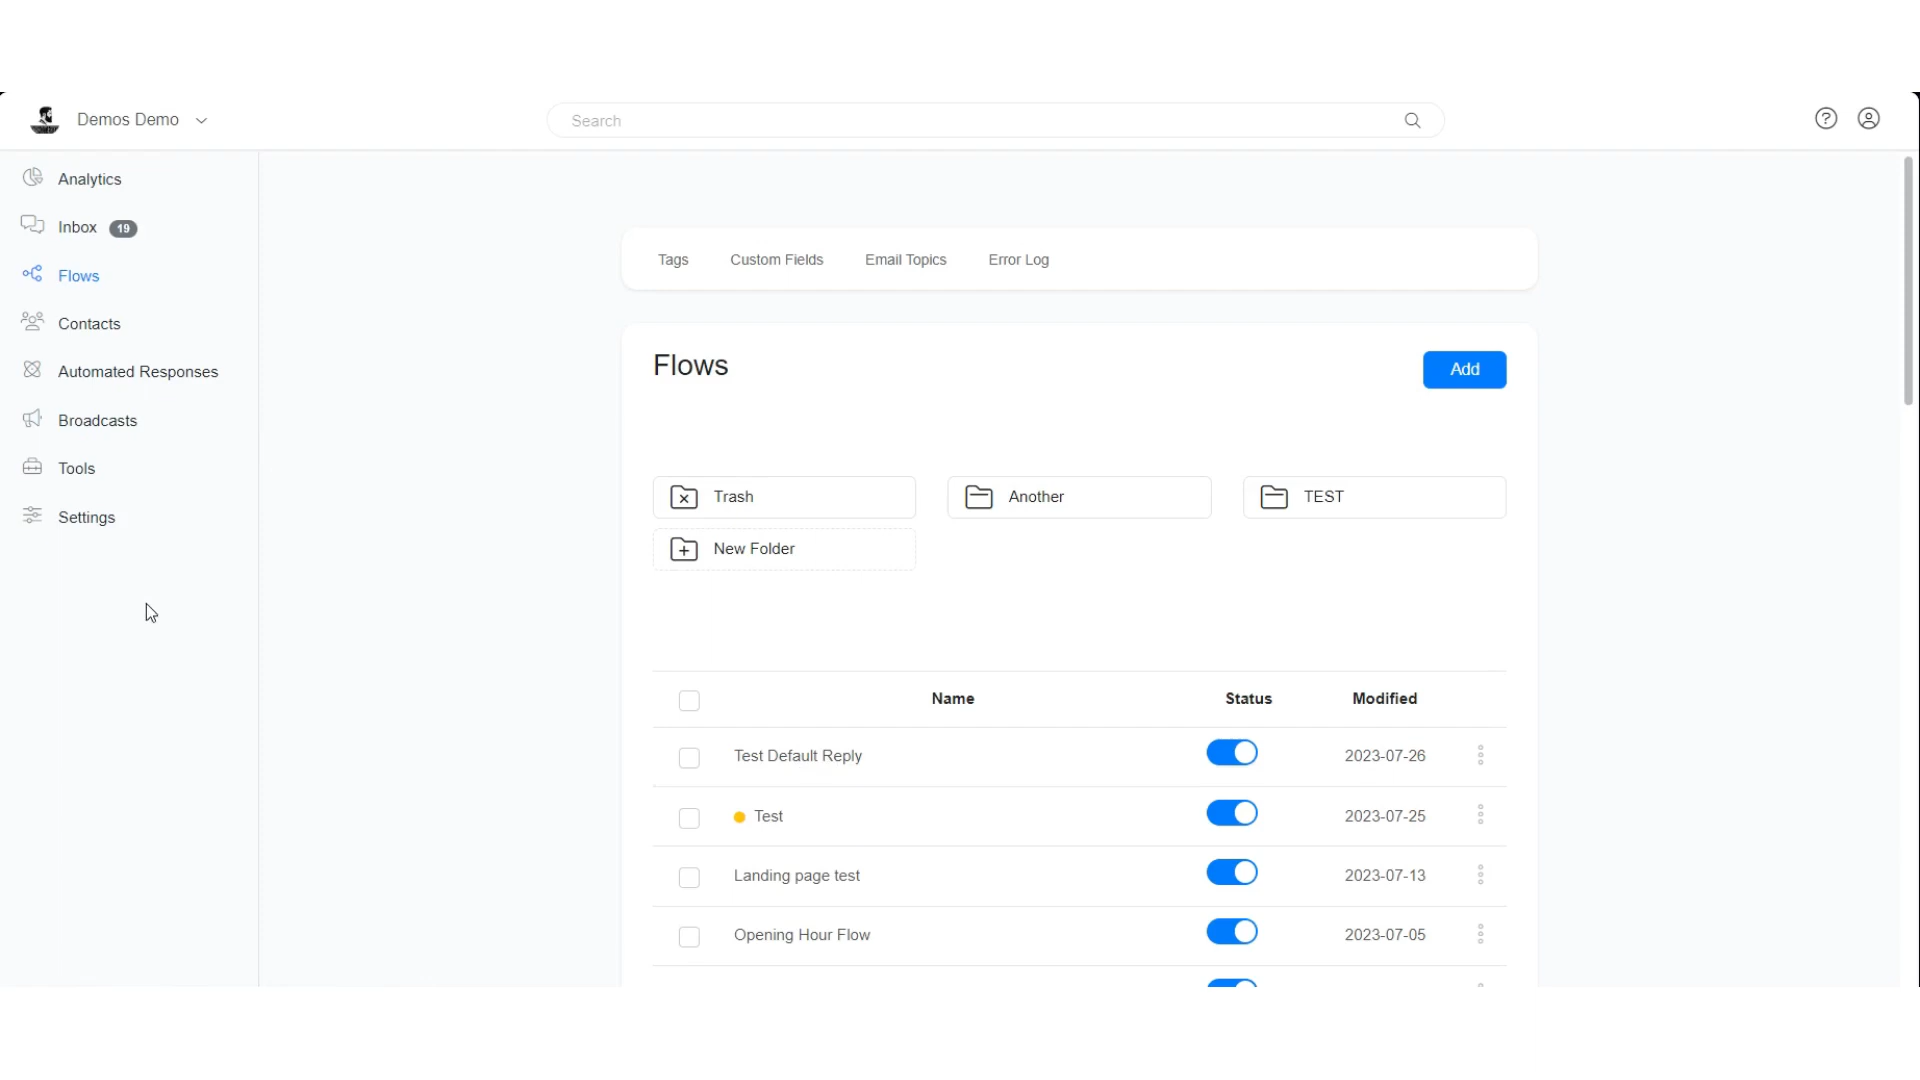 Demos Demo
Search
Analytics
Inbox 19
Flows
Contacts
Automated Responses
Broadcasts
Tools
Settings
Tags Custom Fields Email Topics Error Log
Flows
Add
Trash Another TEST
New Folder
Name Status Modified
Test Default Reply 2023-07-26
Test 2023-07-25
Landing page test 2023-07-13
Opening Hour Flow 2023-07-05